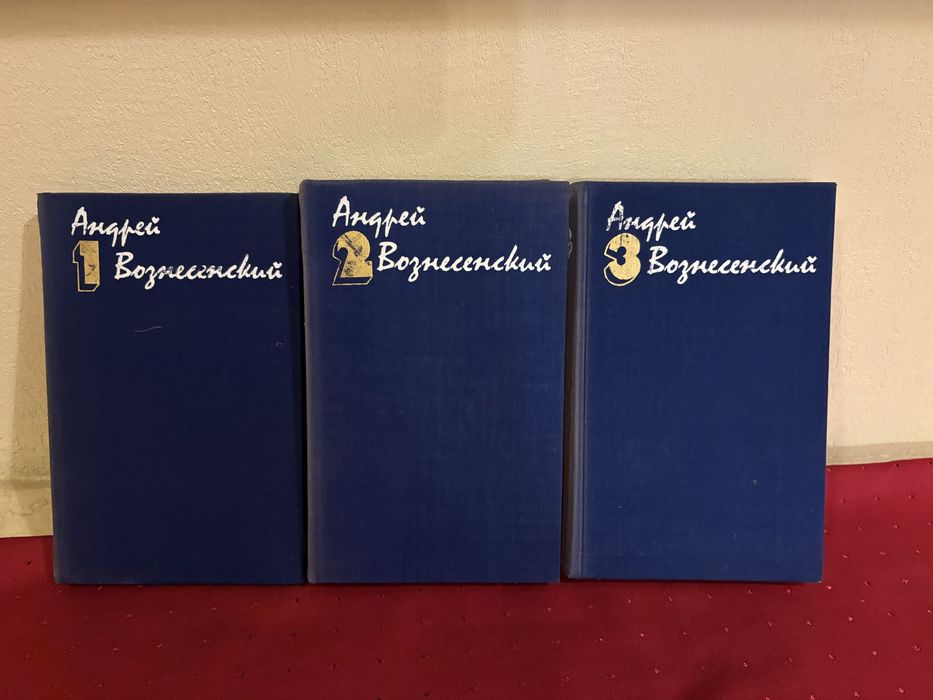 Андрей
1 Вознесенский
Андрей
2 Вознесенский
Андрей
3 Вознесенский